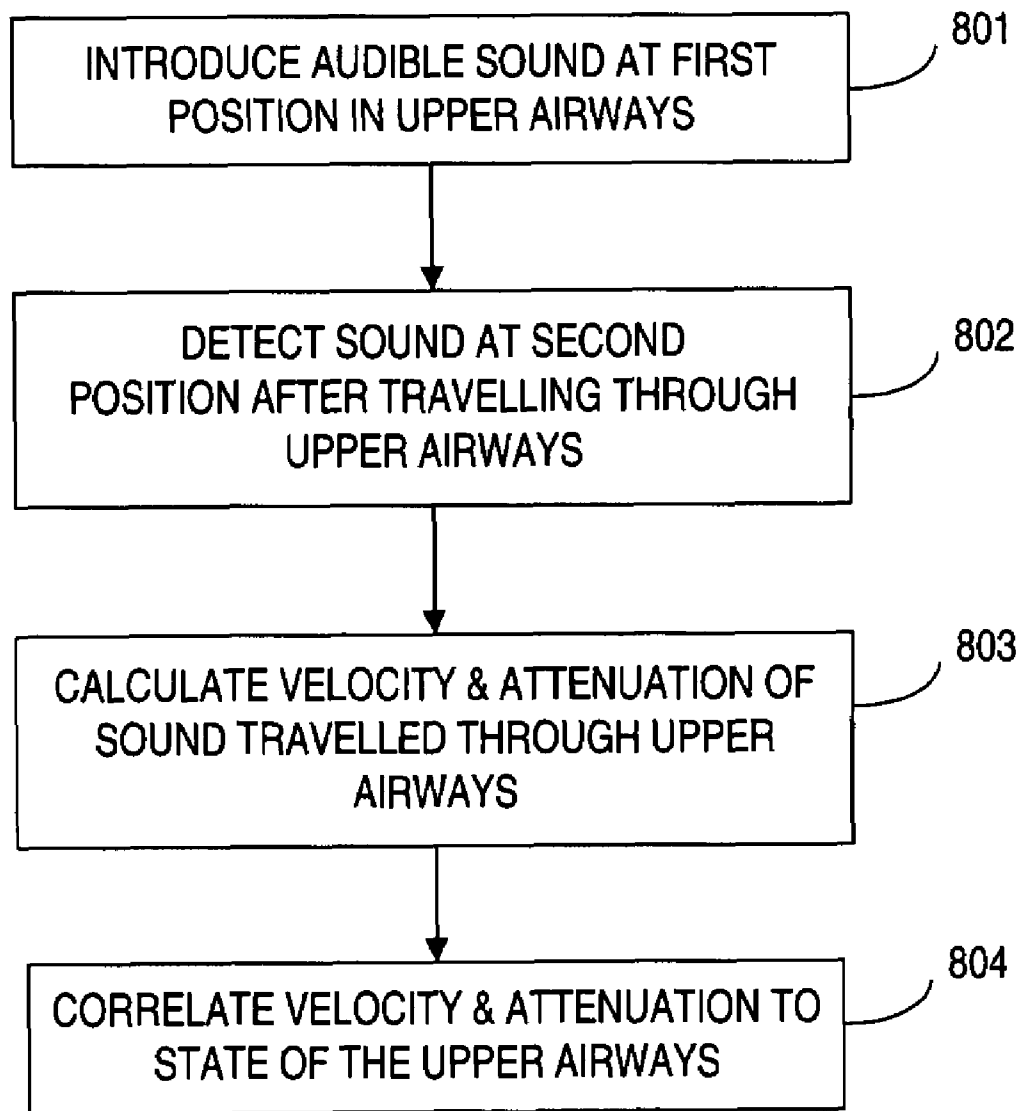 801
INTRODUCE AUDIBLE SOUND AT FIRST
POSITION IN UPPER AIRWAYS
802
DETECT SOUND AT SECOND
POSITION AFTER TRAVELLING THROUGH
UPPER AIRWAYS
803
CALCULATE VELOCITY & ATTENUATION OF
SOUND TRAVELLED THROUGH UPPER
AIRWAYS
804
CORRELATE VELOCITY & ATTENUATION TO
STATE OF THE UPPER AIRWAYS